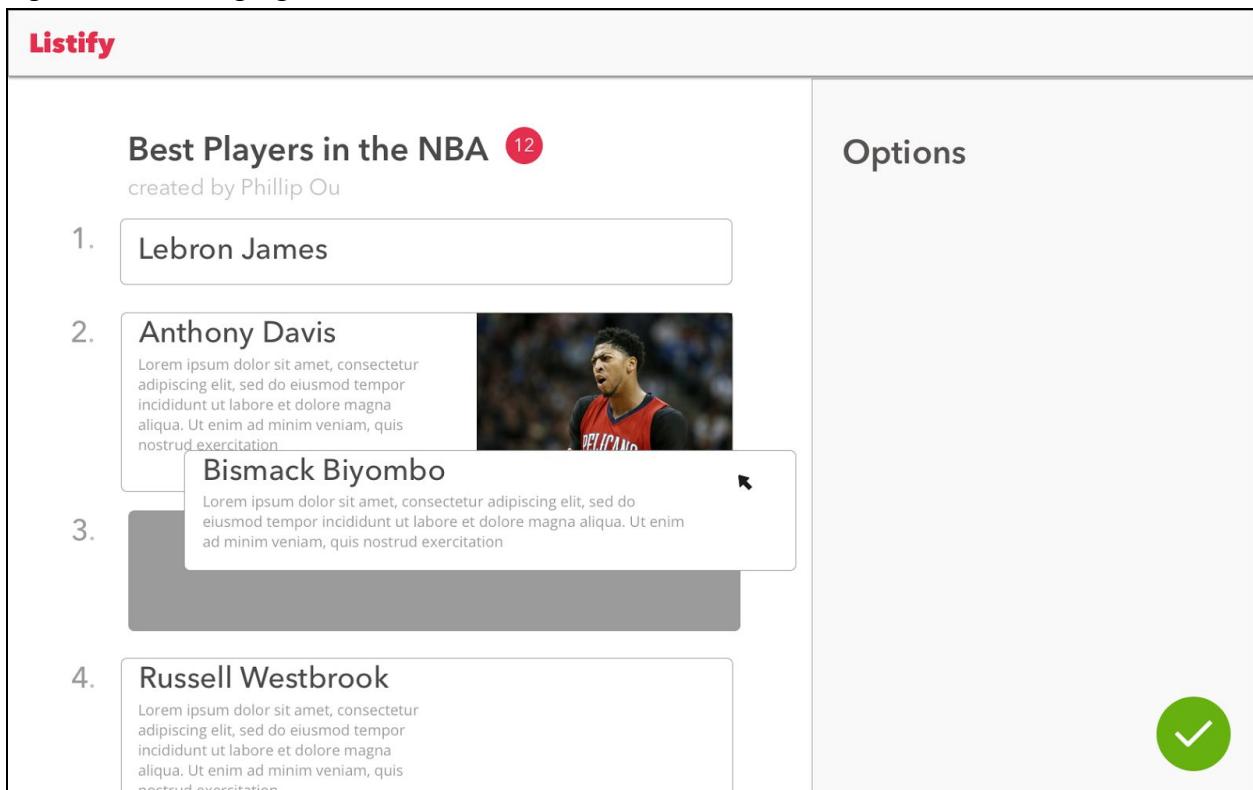 Listify
Best Players in the NBA 12
created by Phillip Ou
Options
1.
Lebron James
2.
Anthony Davis
Lorem ipsum dolor sit amet, consectetur
adipiscing elit, sed do eiusmod tempor
incididunt ut labore et dolore magna
aliqua. Ut enim ad minim veniam, quis
nostrud exercitation
PELICANS
Bismack Biyombo
Lorem ipsum dolor sit amet, consectetur adipiscing elit, sed do
eiusmod tempor incididunt ut labore et dolore magna aliqua. Ut enim
ad minim veniam, quis nostrud exercitation
3.
4.
Russell Westbrook
Lorem ipsum dolor sit amet, consectetur
adipiscing elit, sed do eiusmod tempor
incididunt ut labore et dolore magna
aliqua. Ut enim ad minim veniam, quis
nostrud exercitation